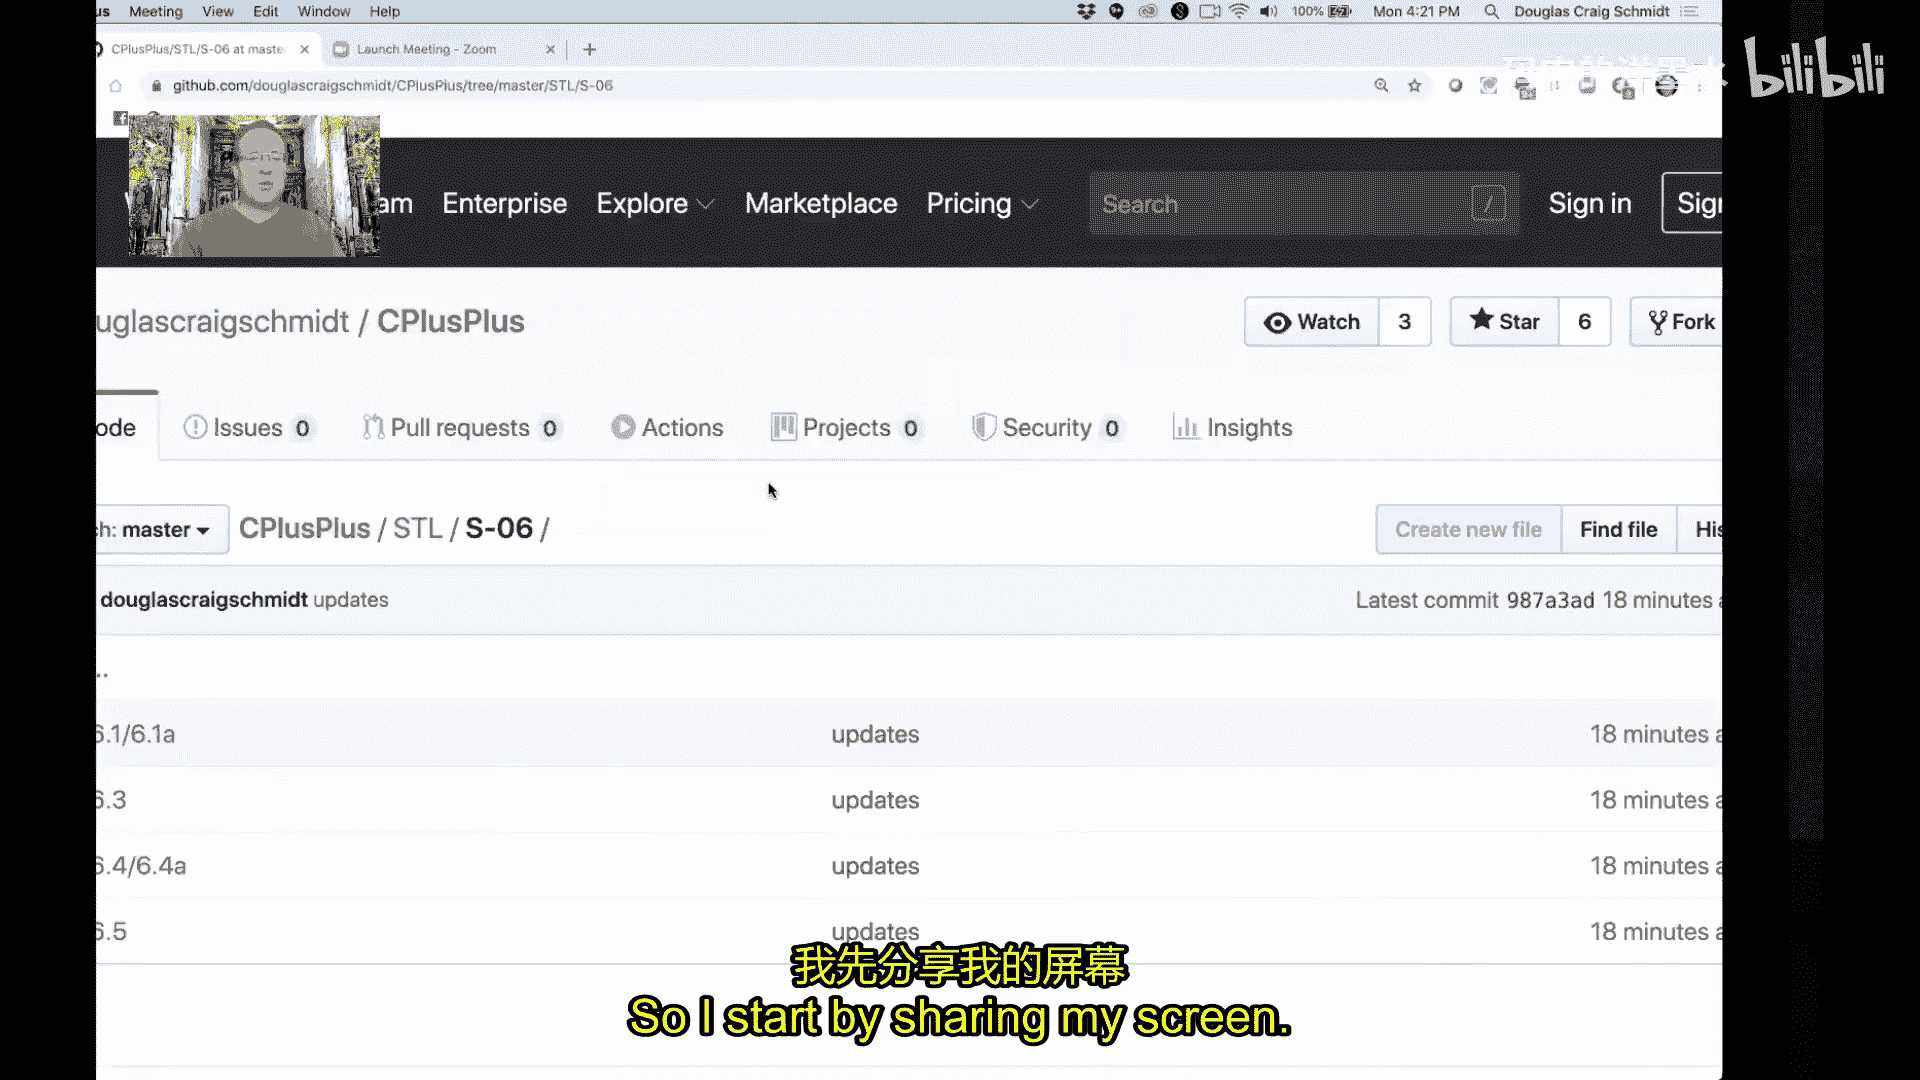 Meeting View Edit Window Help 100% Mon 4:21 PM Douglas Craig Schmidt
CPlusPlus/STL/S-06 at maste Launch Meeting - Zoom
github.com/douglascraigschmidt/CPlusPlus/tree/master/STL/S-06
bilibili
Enterprise Explore Marketplace Pricing Search / Sign in
uglascraigschmidt / CPlusPlus Watch 3 Star 6 Fork
ode Issues 0 Pull requests 0 Actions Projects 0 Security 0 Insights
h: master CPlusPlus / STL / S-06 / Create new file Find file His
douglascraigschmidt updates Latest commit 987a3ad 18 minutes a
..
6.1/6.1a updates 18 minutes a
6.3 updates 18 minutes a
6.4/6.4a updates 18 minutes a
6.5 updates 18 minutes a
我先分享我的屏幕
So I start by sharing my screen.